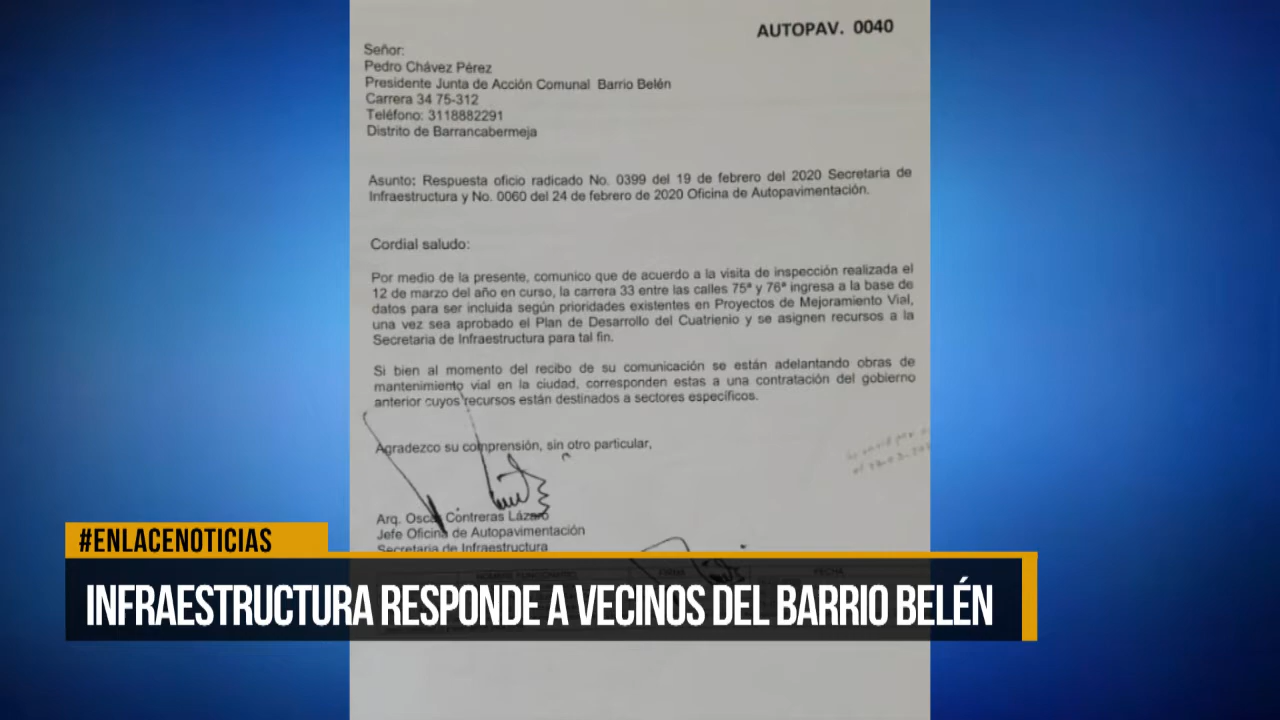 AUTOPAV. 0040
Señor:
Pedro Chávez Pérez
Presidente Junta de Acción Comunal Barrio Belén
Carrera 34 75-312
Teléfono: 3118882291
Distrito de Barrancabermeja
Asunto: Respuesta oficio radicado No. 0399 del 19 de febrero del 2020 Secretaria de
Infraestructura y No. 0060 del 24 de febrero de 2020 Oficina de Autopavimentación.
Cordial saludo:
Por medio de la presente, comunico que de acuerdo a la visita de inspección realizada el
12 de marzo del año en curso, la carrera 33 entre las calles 75ª y 76ª ingresa a la base de
datos para ser incluida según prioridades existentes en Proyectos de Mejoramiento Vial,
una vez sea aprobado el Plan de Desarrollo del Cuatrienio y se asignen recursos a la
Secretaria de Infraestructura para tal fin.
Si bien al momento del recibo de su comunicación se están adelantando obras de
mantenimiento vial en la ciudad, corresponden estas a una contratación del gobierno
anterior cuyos recursos están destinados a sectores específicos.
Agradezco su comprensión, sin otro particular,
Arq. Oscar Contreras Lázaro
Jefe Oficina de Autopavimentación
Secretaria de Infraestructura
NOMBRE FUNCIONARIO FIRMA FECHA
#ENLACENOTICIAS
INFRAESTRUCTURA RESPONDE A VECINOS DEL BARRIO BELÉN